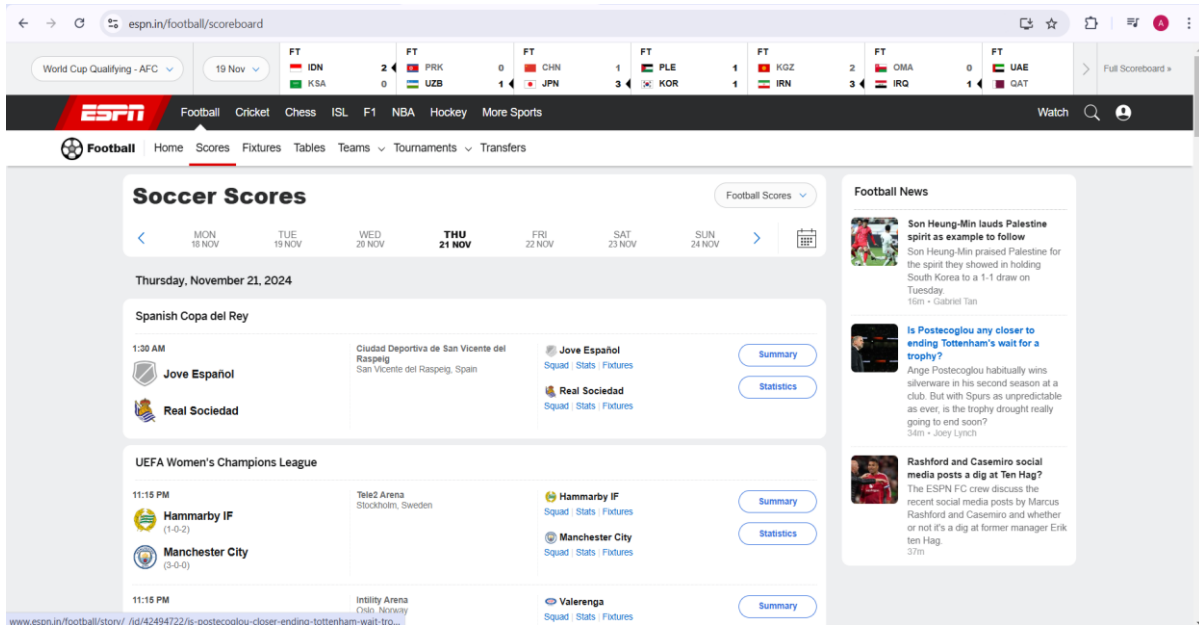 espn.in/football/scoreboard
A
World Cup Qualifying - AFC
19 Nov
FT
IDN 2
KSA 0
FT
PRK 0
UZB 1
FT
CHN 1
JPN 3
FT
PLE 1
KOR 1
FT
KGZ 2
IRN 3
FT
OMA 0
IRQ 1
FT
UAE
QAT
Full Scoreboard »
ESPN Football Cricket Chess ISL F1 NBA Hockey More Sports Watch
Football Home Scores Fixtures Tables Teams Tournaments Transfers
Soccer Scores
Football Scores
MON TUE WED THU FRI SAT SUN
18 NOV 19 NOV 20 NOV 21 NOV 22 NOV 23 NOV 24 NOV
Thursday, November 21, 2024
Spanish Copa del Rey
1:30 AM
Jove Español
Real Sociedad
Ciudad Deportiva de San Vicente del
Raspeig
San Vicente del Raspeig, Spain
Jove Español
Squad | Stats | Fixtures
Real Sociedad
Squad | Stats | Fixtures
Summary
Statistics
UEFA Women's Champions League
11:15 PM
Hammarby IF
(1-0-2)
Manchester City
(3-0-0)
Tele2 Arena
Stockholm, Sweden
Hammarby IF
Squad | Stats | Fixtures
Manchester City
Squad | Stats | Fixtures
Summary
Statistics
11:15 PM
Intility Arena
Oslo, Norway
Valerenga
Squad | Stats | Fixtures
Summary
Football News
Son Heung-Min lauds Palestine
spirit as example to follow
Son Heung-Min praised Palestine for
the spirit they showed in holding
South Korea to a 1-1 draw on
Tuesday.
16m • Gabriel Tan
Is Postecoglou any closer to
ending Tottenham's wait for a
trophy?
Ange Postecoglou habitually wins
silverware in his second season at a
club. But with Spurs as unpredictable
as ever, is the trophy drought really
going to end soon?
34m • Joey Lynch
Rashford and Casemiro social
media posts a dig at Ten Hag?
The ESPN FC crew discuss the
recent social media posts by Marcus
Rashford and Casemiro and whether
or not it's a dig at former manager Erik
ten Hag.
37m
www.espn.in/football/story/_/id/42494722/is-postecoglou-closer-ending-tottenham-wait-tro...